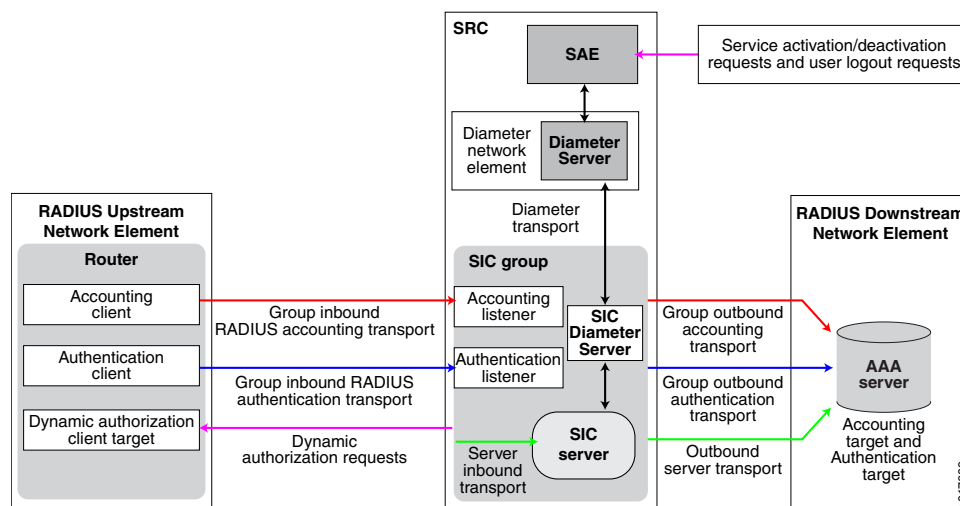 SRC
SAE
Service activation/deactivation
requests and user logout requests
Diameter
network
element
Diameter
Server
Diameter
transport
RADIUS Upstream
Network Element
Router
Accounting
client
Authentication
client
Dynamic authorization
client target
Group inbound
RADIUS accounting transport
Group inbound RADIUS
authentication transport
Dynamic
authorization requests
SIC group
Accounting
listener
Authentication
listener
SIC
Diameter
Server
Server
inbound
transport
SIC
server
Group outbound
accounting
transport
Group outbound
authentication
transport
Outbound
server transport
RADIUS Downstream
Network Element
AAA
server
Accounting
target and
Authentication
target